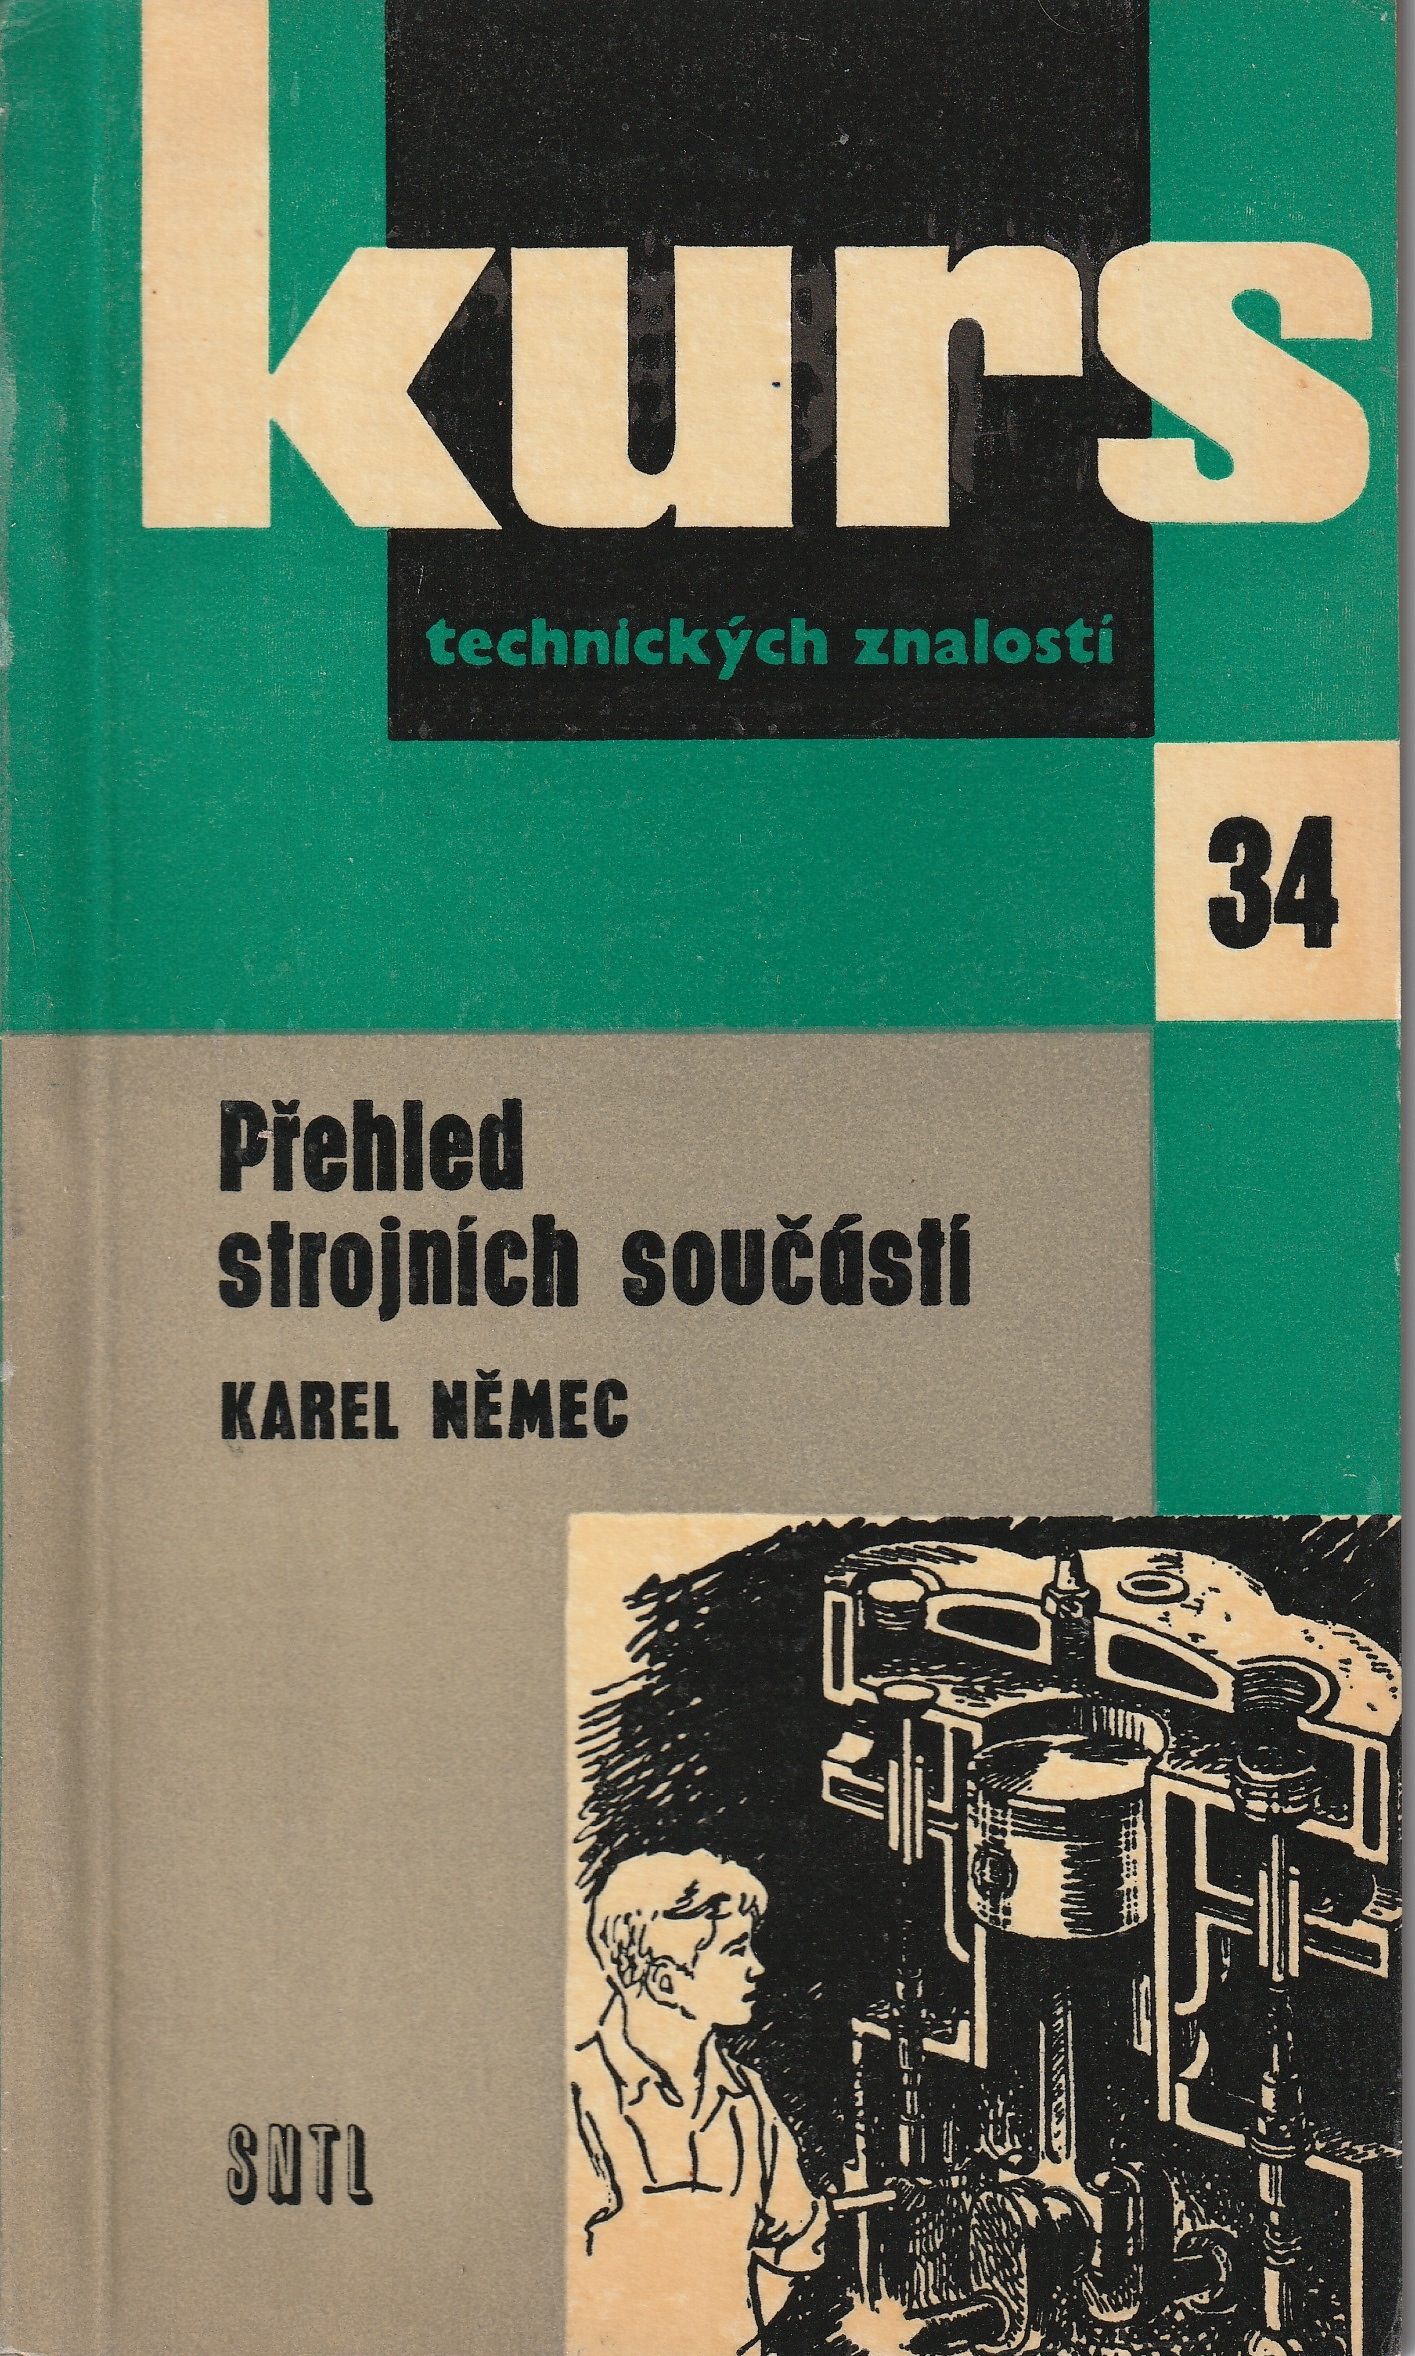 kurs
technických znalostí
34
Přehled
strojních součástí
KAREL NĚMEC
SNTL